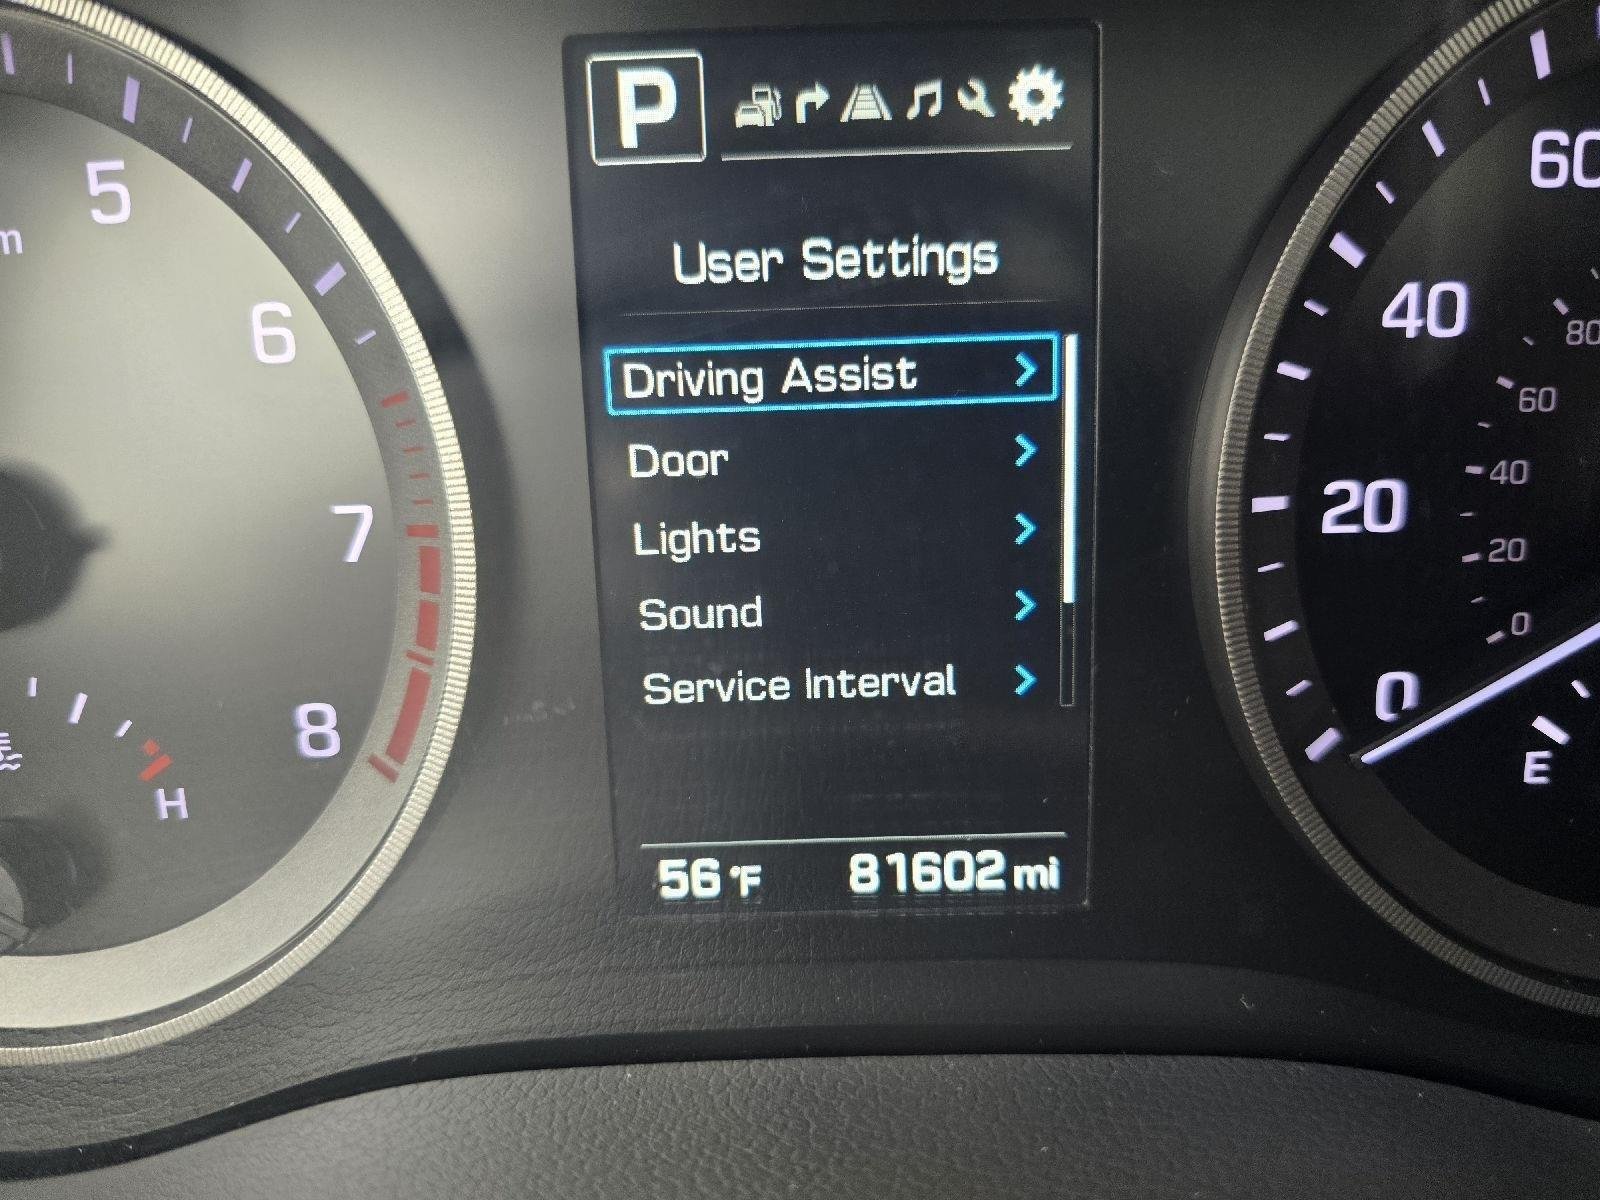 P
User Settings
Driving Assist
Door
Lights
Sound
Service Interval
56 °F 81602 mi
5
6
7
8
H
60
40
20
0
80
60
40
20
0
E